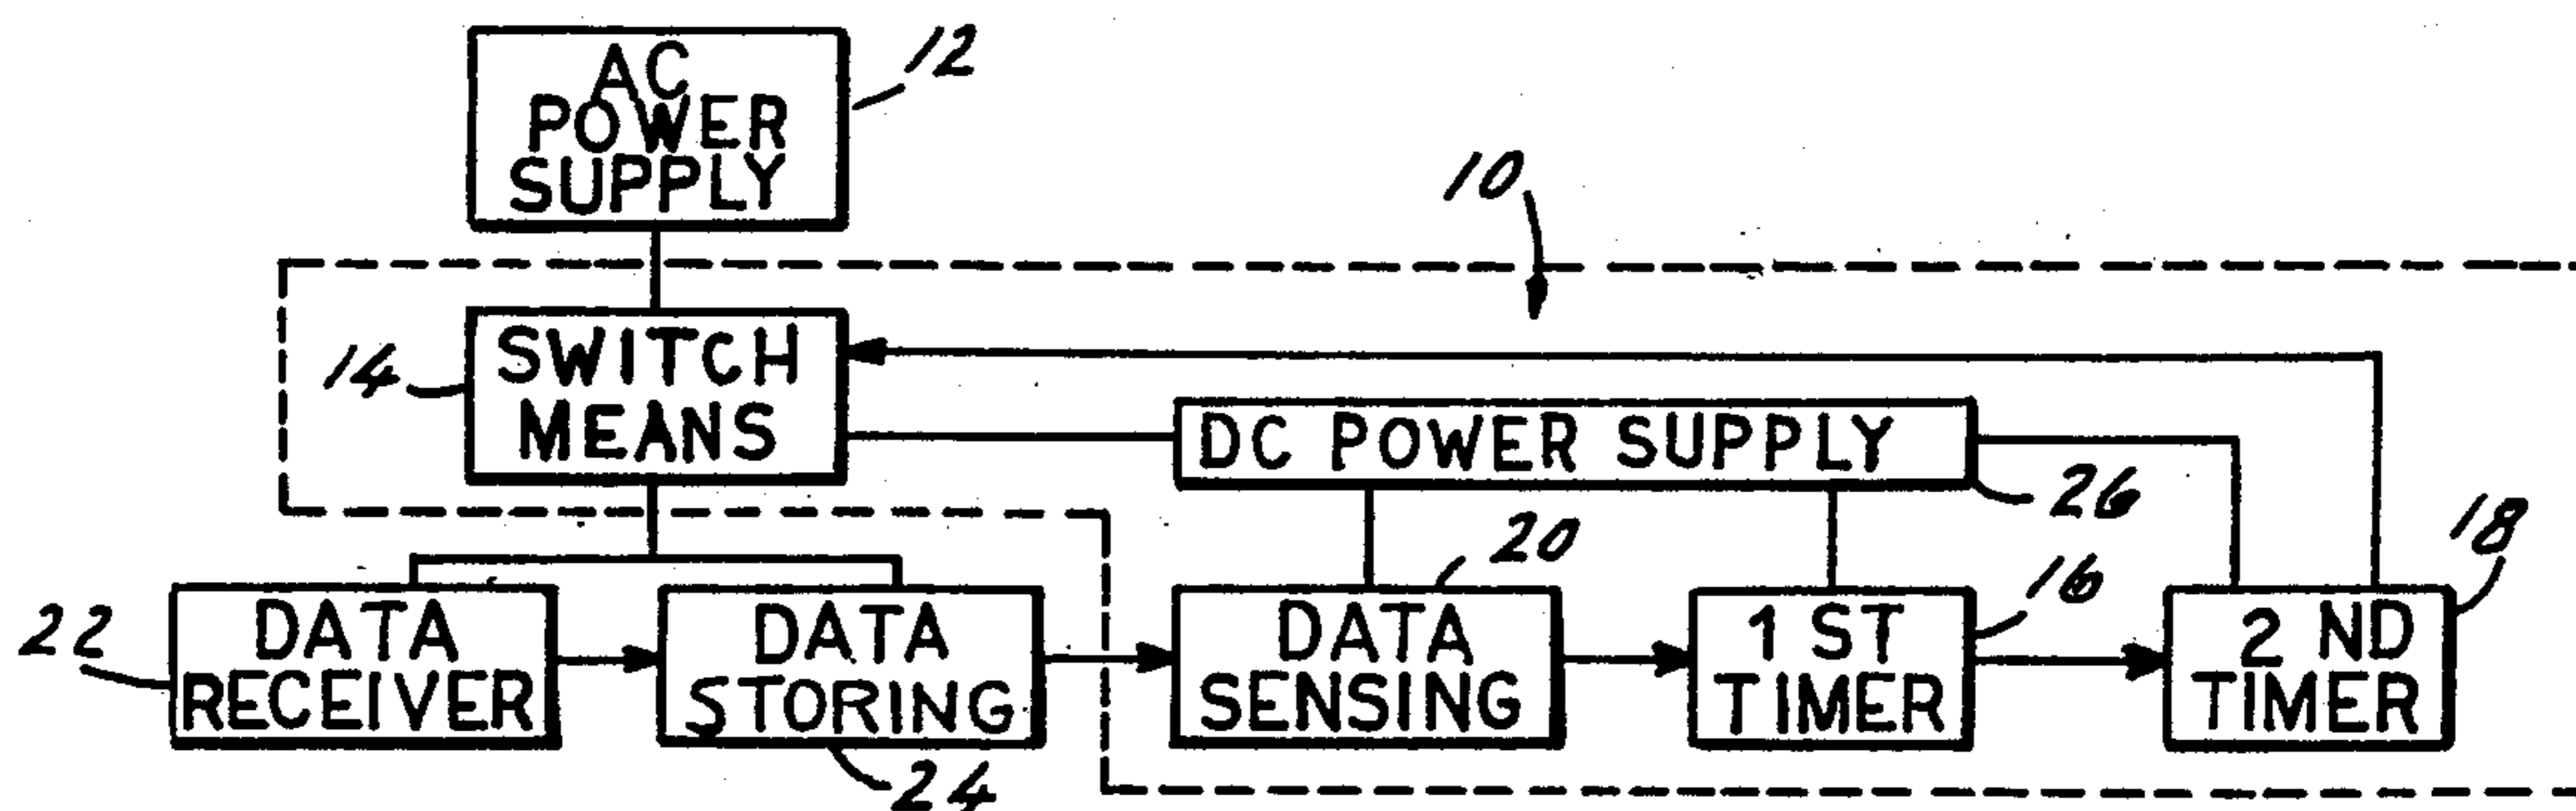 AC
POWER
SUPPLY
12
10
14
SWITCH
MEANS
DC POWER SUPPLY
26
20
16
18
22
DATA
RECEIVER
DATA
STORING
24
DATA
SENSING
1 ST
TIMER
2 ND
TIMER